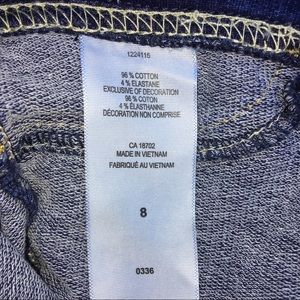 1224115
96 % COTTON
4 % ELASTANE
EXCLUSIVE OF DECORATION
96 % COTON
4 % ELASTHANNE
DÉCORATION NON COMPRISE
CA 18702
MADE IN VIETNAM
FABRIQUÉ AU VIETNAM
8
0336